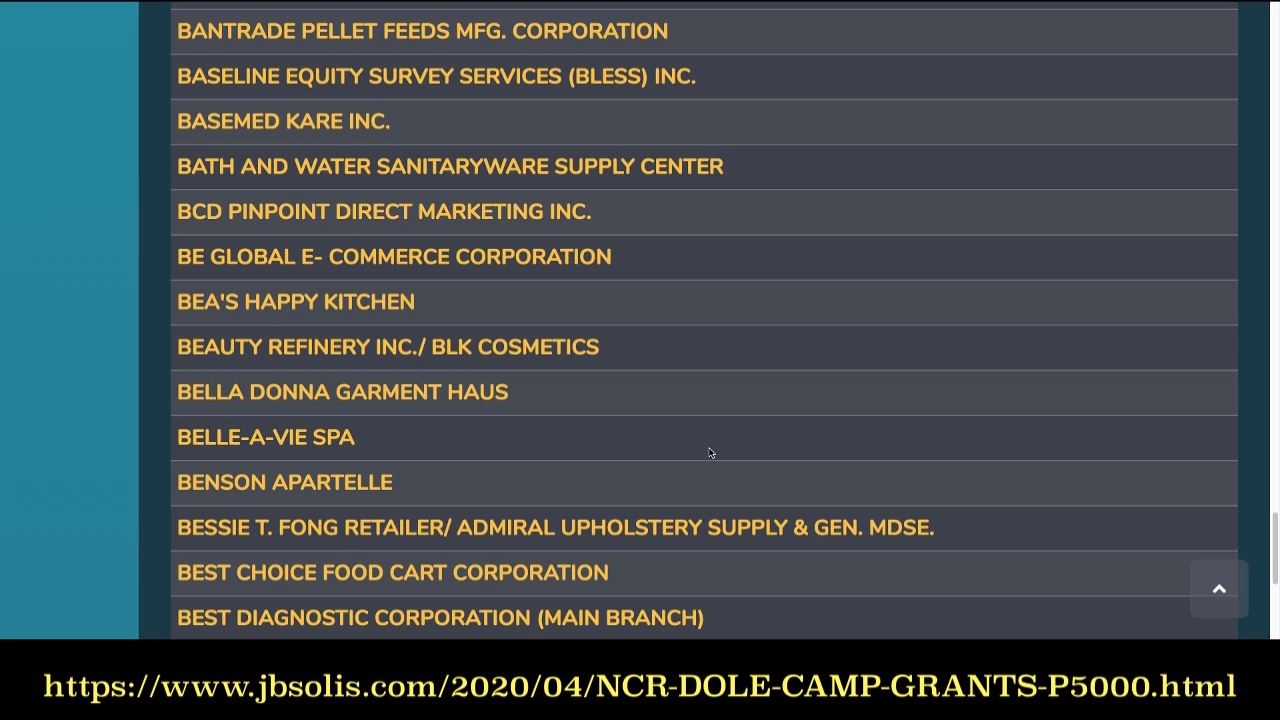 BANTRADE PELLET FEEDS MFG. CORPORATION
BASELINE EQUITY SURVEY SERVICES (BLESS) INC.
BASEMED KARE INC.
BATH AND WATER SANITARYWARE SUPPLY CENTER
BCD PINPOINT DIRECT MARKETING INC.
BE GLOBAL E- COMMERCE CORPORATION
BEA'S HAPPY KITCHEN
BEAUTY REFINERY INC./ BLK COSMETICS
BELLA DONNA GARMENT HAUS
BELLE-A-VIE SPA
BENSON APARTELLE
BESSIE T. FONG RETAILER/ ADMIRAL UPHOLSTERY SUPPLY & GEN. MDSE.
BEST CHOICE FOOD CART CORPORATION
BEST DIAGNOSTIC CORPORATION (MAIN BRANCH)
https://www.jbsolis.com/2020/04/NCR-DOLE-CAMP-GRANTS-P5000.html